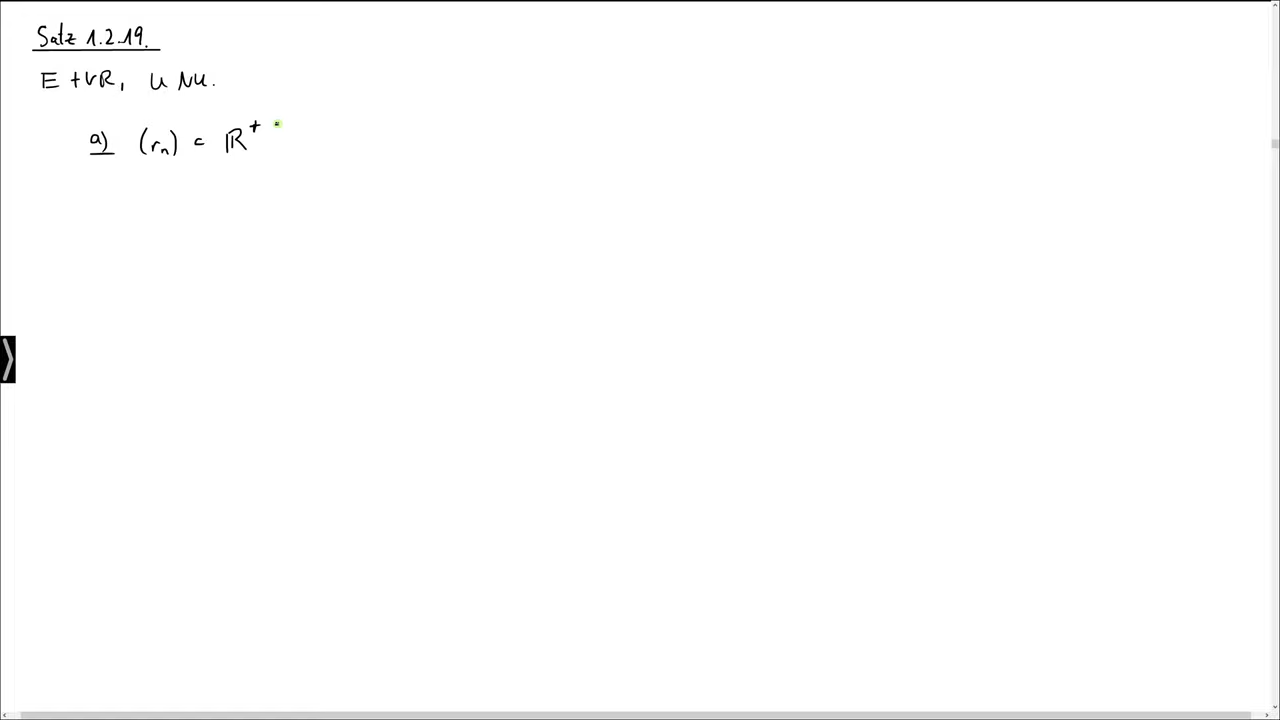 Satz 1.2.19.
E tVR, U NU.
a) (rₙ) ⊂ ℝ⁺